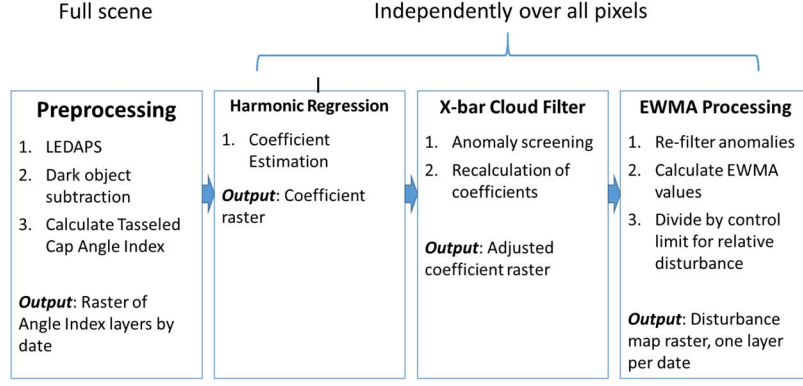 Full scene
Independently over all pixels
Preprocessing
1. LEDAPS
2. Dark object
subtraction
3. Calculate Tasseled
Cap Angle Index
Output: Raster of
Angle Index layers by
date
Harmonic Regression
1. Coefficient
Estimation
Output: Coefficient
raster
X-bar Cloud Filter
1. Anomaly screening
2. Recalculation of
coefficients
Output: Adjusted
coefficient raster
EWMA Processing
1. Re-filter anomalies
2. Calculate EWMA
values
3. Divide by control
limit for relative
disturbance
Output: Disturbance
map raster, one layer
per date